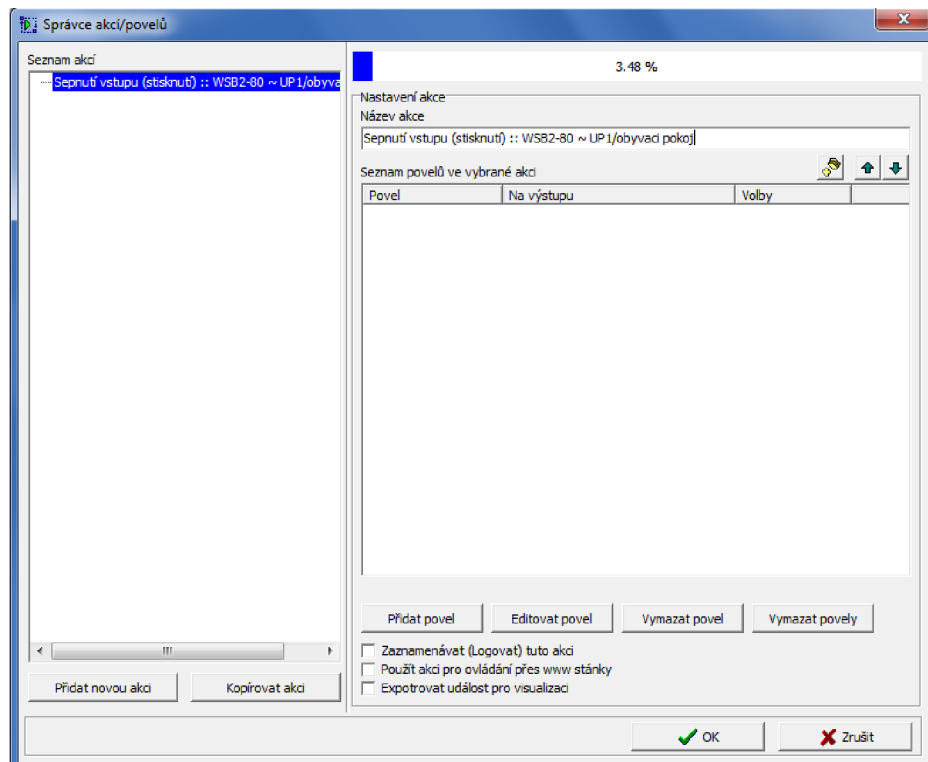 Správce akcí/povelů
Seznam akcí
Sepnutí vstupu (stisknutí) :: WSB2-80 ~ UP1/obyva
3.48 %
Nastavení akce
Název akce
Sepnutí vstupu (stisknutí) :: WSB2-80 ~ UP1/obyvaci pokoj
Seznam povelů ve vybrané akci
Povel Na výstupu Volby
Přidat povel Editovat povel Vymazat povel Vymazat povely
Zaznamenávat (Logovat) tuto akci
Použít akci pro ovládání přes www stánky
Expotrovat událost pro visualizaci
Přidat novou akci Kopírovat akci
OK Zrušit